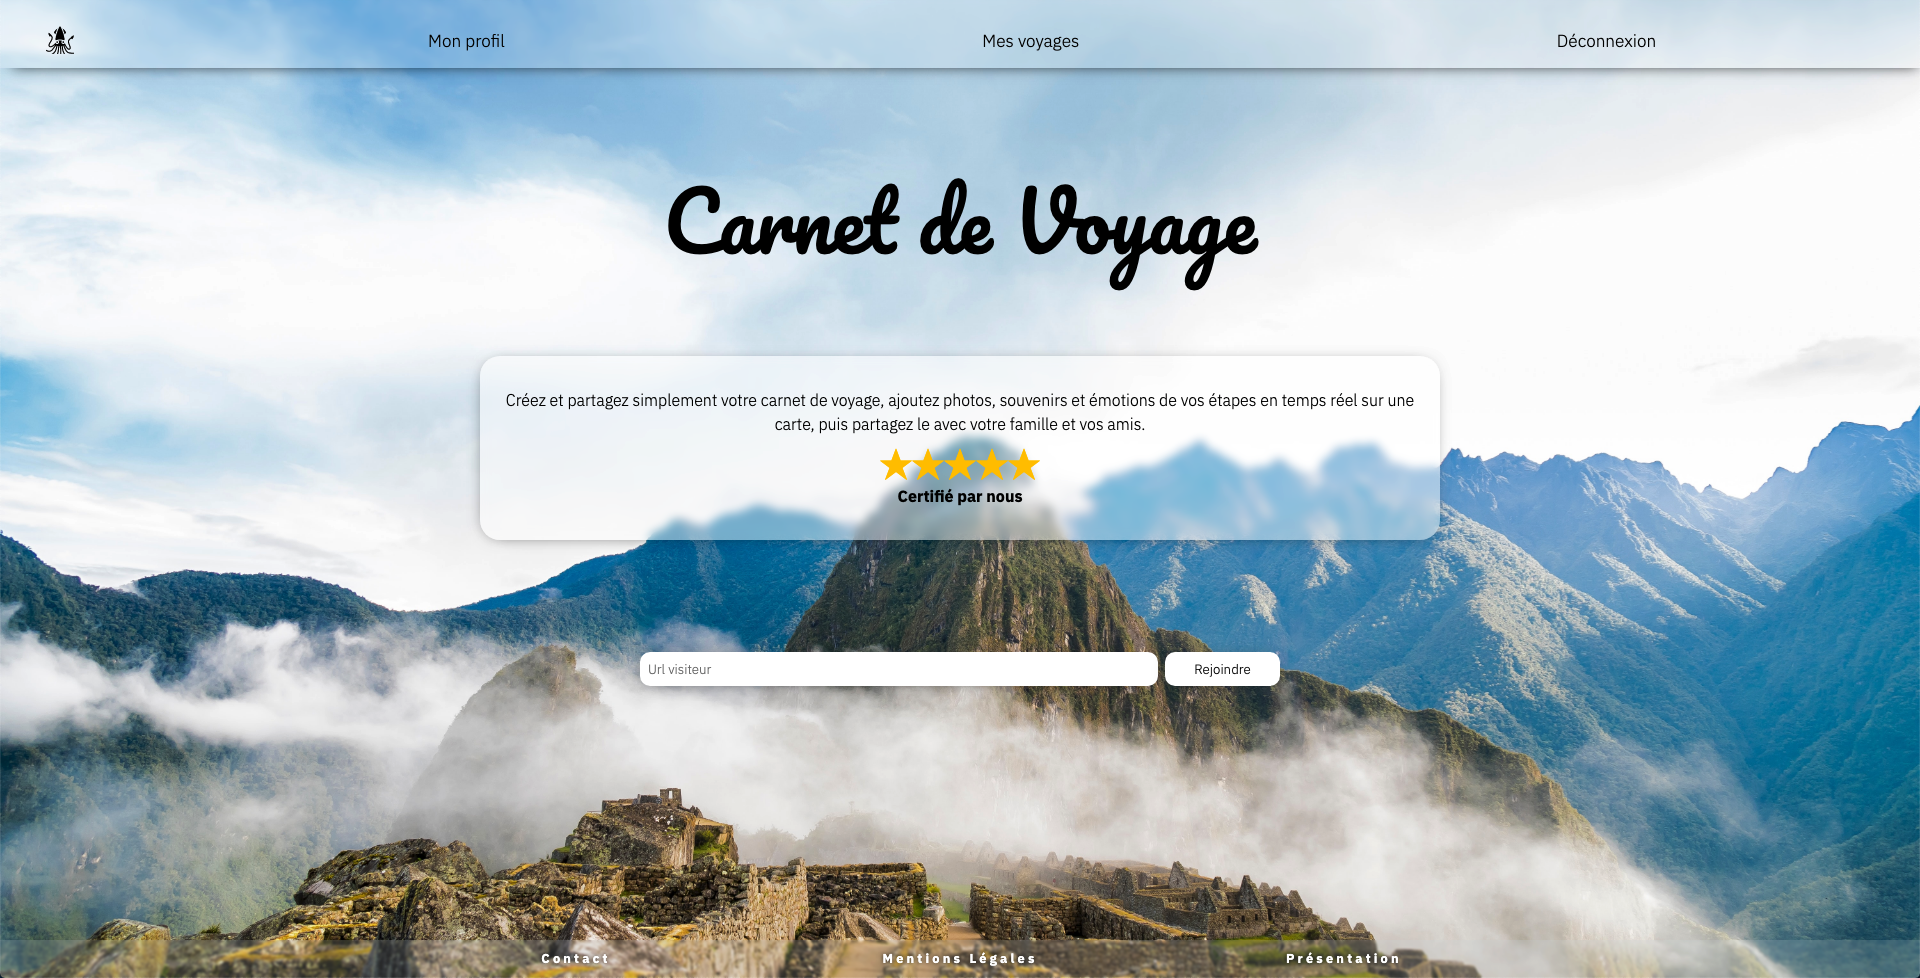 Mon profil
Mes voyages
Déconnexion
Carnet de Voyage
Créez et partagez simplement votre carnet de voyage, ajoutez photos, souvenirs et émotions de vos étapes en temps réel sur une
carte, puis partagez le avec votre famille et vos amis.
Certifié par nous
Url visiteur
Rejoindre
Contact
Mentions Légales
Présentation